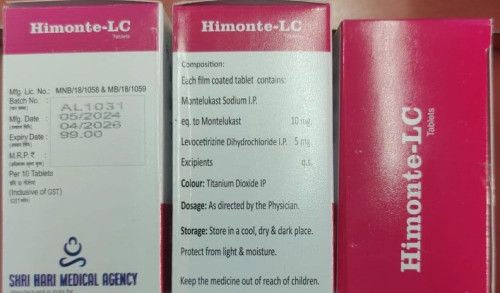 Himonte-LC
Tablets
Mfg. Lic. No.: MNB/18/1058 & MB/18/1059
Batch No. : AL1031
Mfg. Date : 05/2024
Expiry Date : 04/2026
M.R.P ₹ : 99.00
Per 10 Tablets
(Inclusive of GST)
SHRI HARI MEDICAL AGENCY
Himonte-LC
Tablets
Composition:
Each film coated tablet contains:
Montelukast Sodium I.P.
eq. to Montelukast 10 mg.
Levocetirizine Dihydrochloride I.P. 5 mg.
Excipients q.s.
Colour: Titanium Dioxide IP
Dosage: As directed by the Physician.
Storage: Store in a cool, dry & dark place.
Protect from light & moisture.
Keep the medicine out of reach of children.
Himonte-LC
Tablets